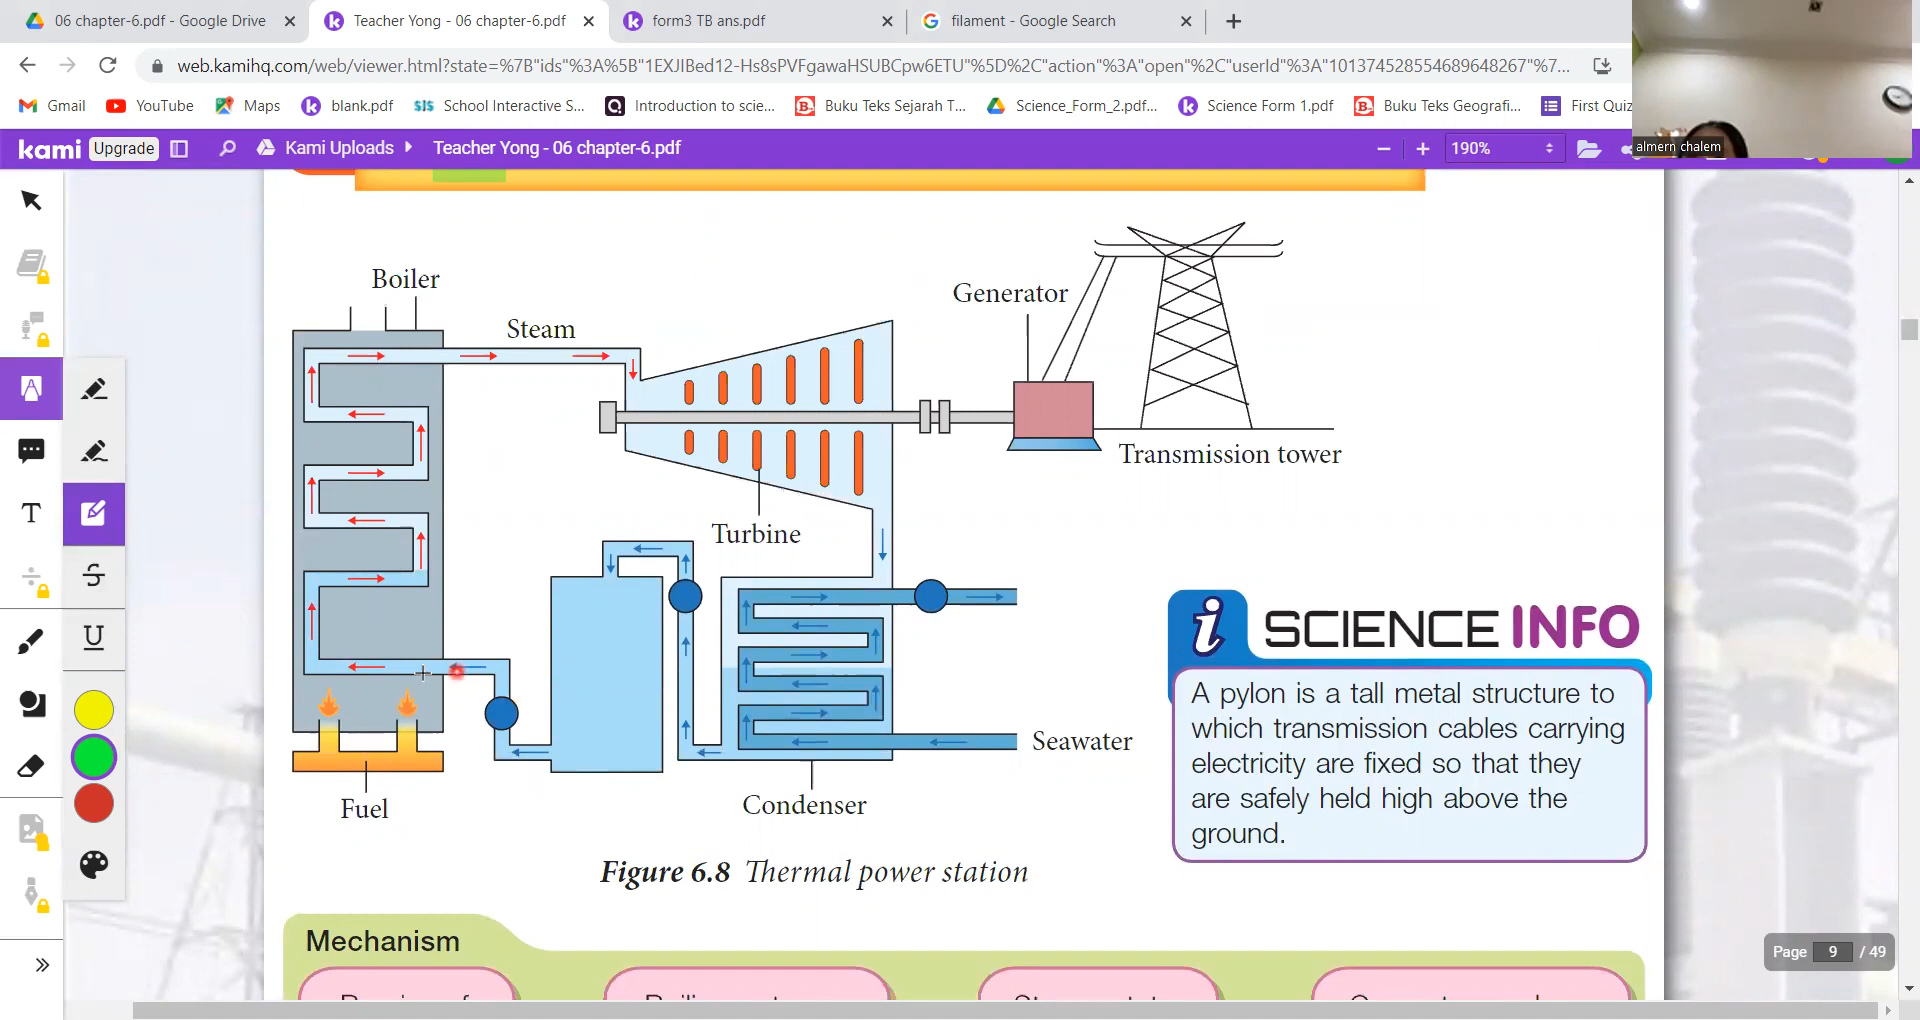 06 chapter-6.pdf - Google Drive
Teacher Yong - 06 chapter-6.pdf
form3 TB ans.pdf
filament - Google Search
web.kamihq.com/web/viewer.html?state=%7B"ids"%3A%5B"1EXJIBed12-Hs8sPVFgawaHSUBCpw6ETU"%5D%2C"action"%3A"open"%2C"userId"%3A"101374528554689648267"%7...
Gmail
YouTube
Maps
blank.pdf
SIS School Interactive S...
Introduction to scie...
Buku Teks Sejarah T...
Science_Form_2.pdf...
Science Form 1.pdf
Buku Teks Geografi...
First Quiz
almern chalem
kami Upgrade
Kami Uploads
Teacher Yong - 06 chapter-6.pdf
190%
Boiler
Steam
Generator
Transmission tower
Turbine
Seawater
Fuel
Condenser
Figure 6.8 Thermal power station
i SCIENCE INFO
A pylon is a tall metal structure to
which transmission cables carrying
electricity are fixed so that they
are safely held high above the
ground.
Mechanism
Page 9 / 49